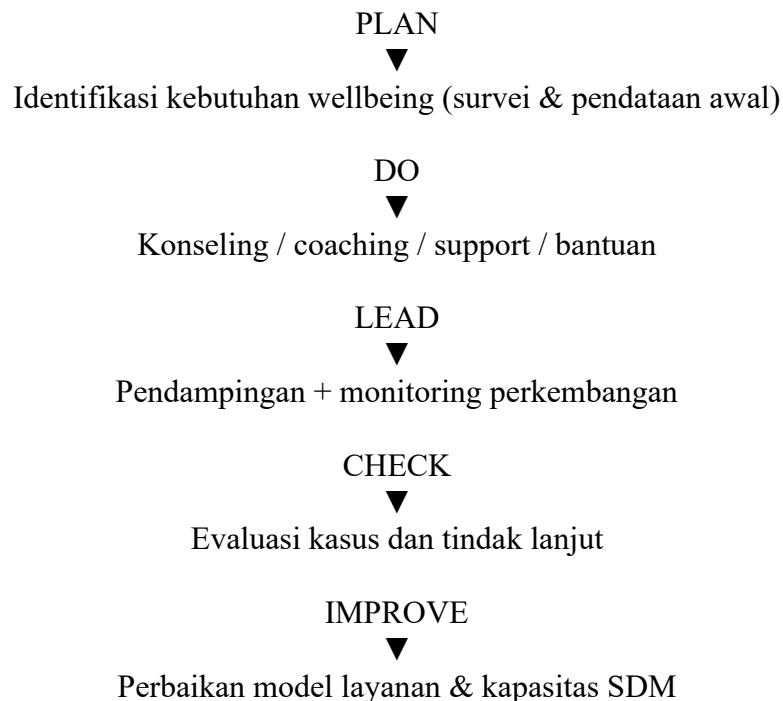 PLAN
▼
Identifikasi kebutuhan wellbeing (survei & pendataan awal)
DO
▼
Konseling / coaching / support / bantuan
LEAD
▼
Pendampingan + monitoring perkembangan
CHECK
▼
Evaluasi kasus dan tindak lanjut
IMPROVE
▼
Perbaikan model layanan & kapasitas SDM